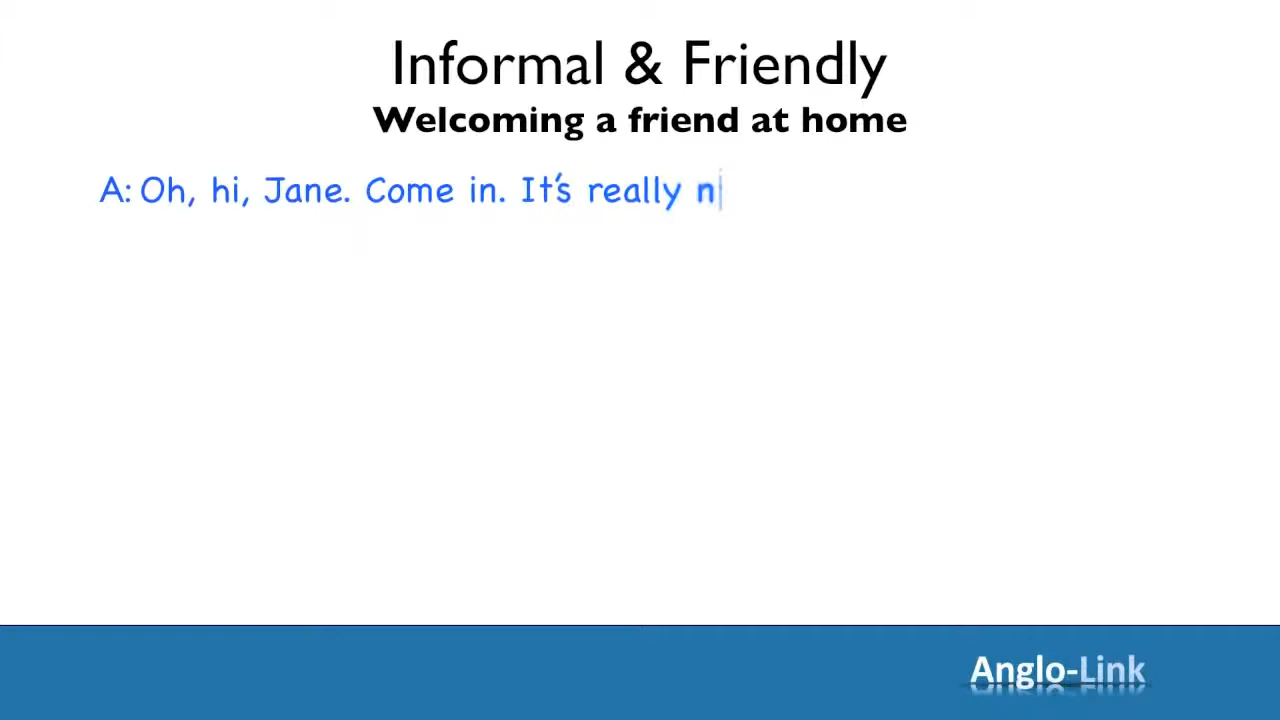 Informal & Friendly
Welcoming a friend at home
A: Oh, hi, Jane. Come in. It's really
Anglo-Link